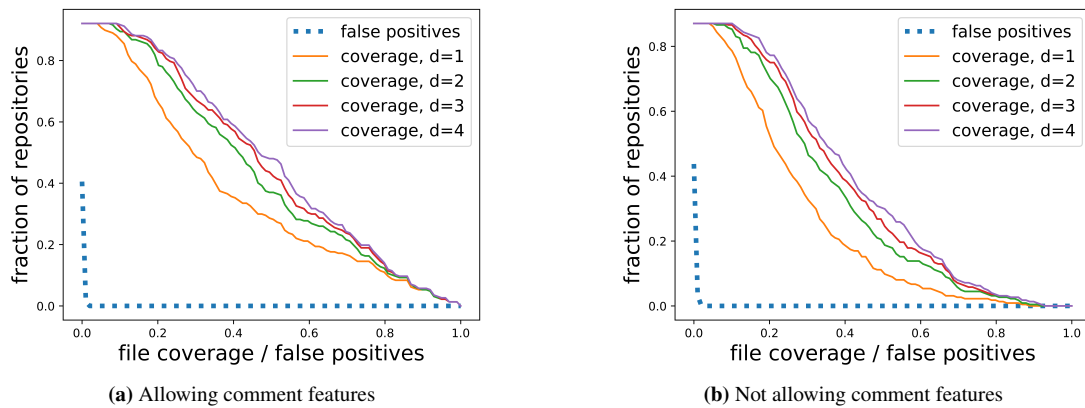 false positives
coverage, d=1
coverage, d=2
coverage, d=3
coverage, d=4
fraction of repositories
0.8
0.6
0.4
0.2
0.0
0.0 0.2 0.4 0.6 0.8 1.0
file coverage / false positives
(a) Allowing comment features
false positives
coverage, d=1
coverage, d=2
coverage, d=3
coverage, d=4
fraction of repositories
0.8
0.6
0.4
0.2
0.0
0.0 0.2 0.4 0.6 0.8 1.0
file coverage / false positives
(b) Not allowing comment features